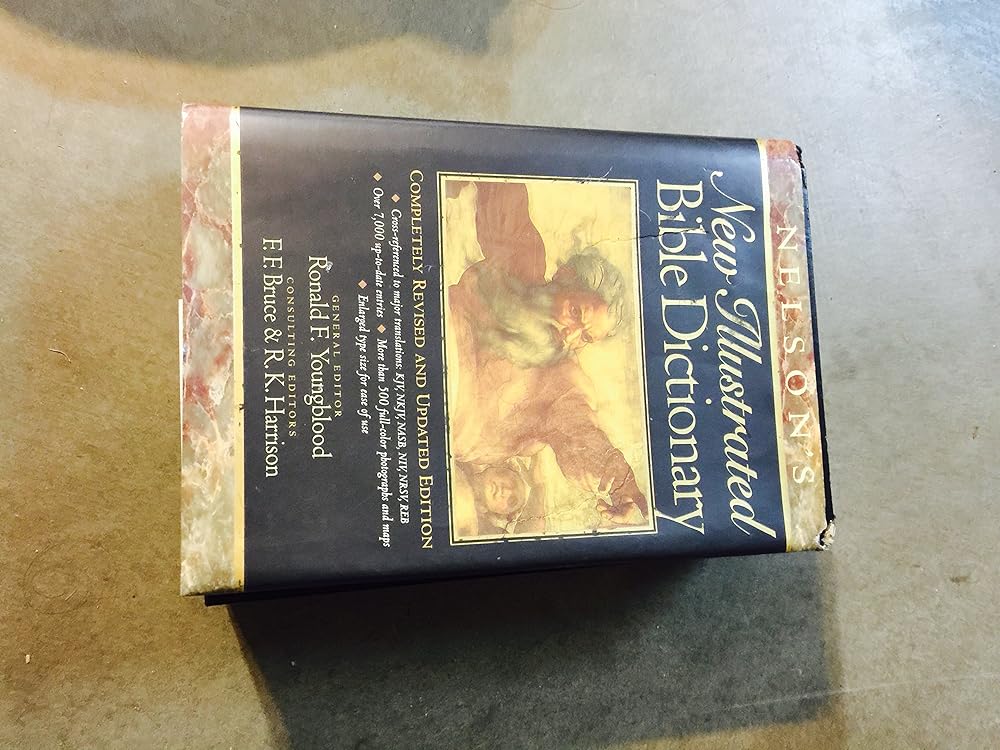 NELSON'S
New Illustrated
Bible Dictionary
COMPLETELY REVISED AND UPDATED EDITION
◆ Cross-referenced to major translations: KJV, NKJV, NASB, NIV, NRSV, REB
◆ Over 7,000 up-to-date entries ◆ More than 500 full-color photographs and maps
◆ Enlarged type size for ease of use
GENERAL EDITOR
Ronald F. Youngblood
CONSULTING EDITORS
F. F. Bruce & R. K. Harrison